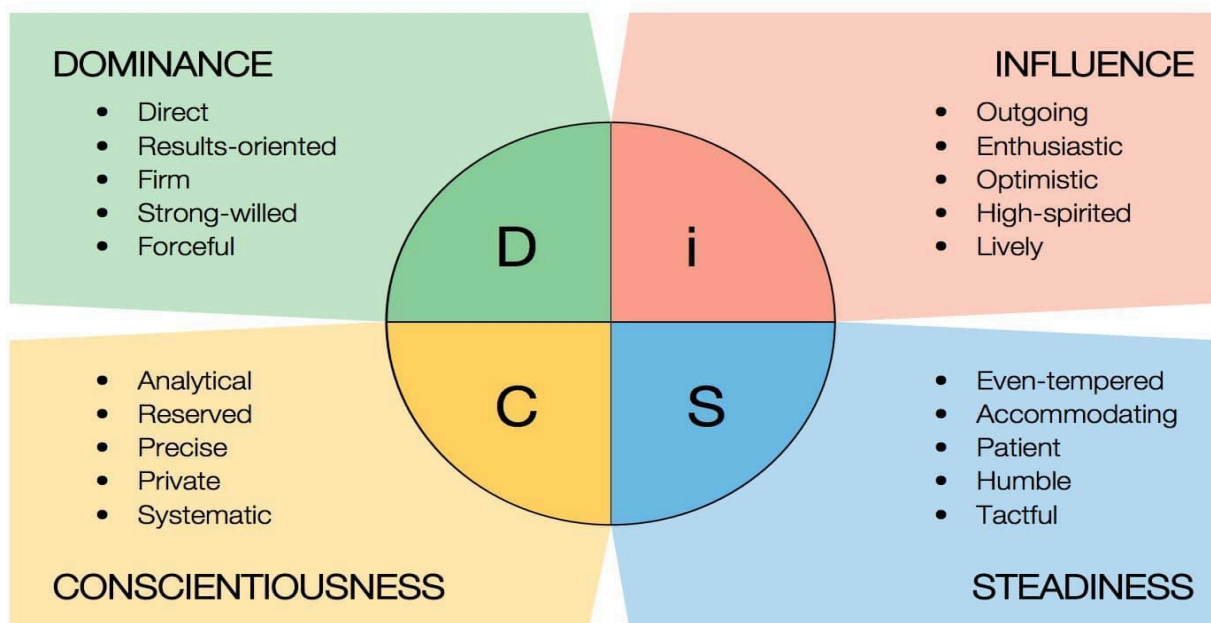 DOMINANCE
• Direct
• Results-oriented
• Firm
• Strong-willed
• Forceful
INFLUENCE
• Outgoing
• Enthusiastic
• Optimistic
• High-spirited
• Lively
D
i
C
S
• Analytical
• Reserved
• Precise
• Private
• Systematic
CONSCIENTIOUSNESS
• Even-tempered
• Accommodating
• Patient
• Humble
• Tactful
STEADINESS